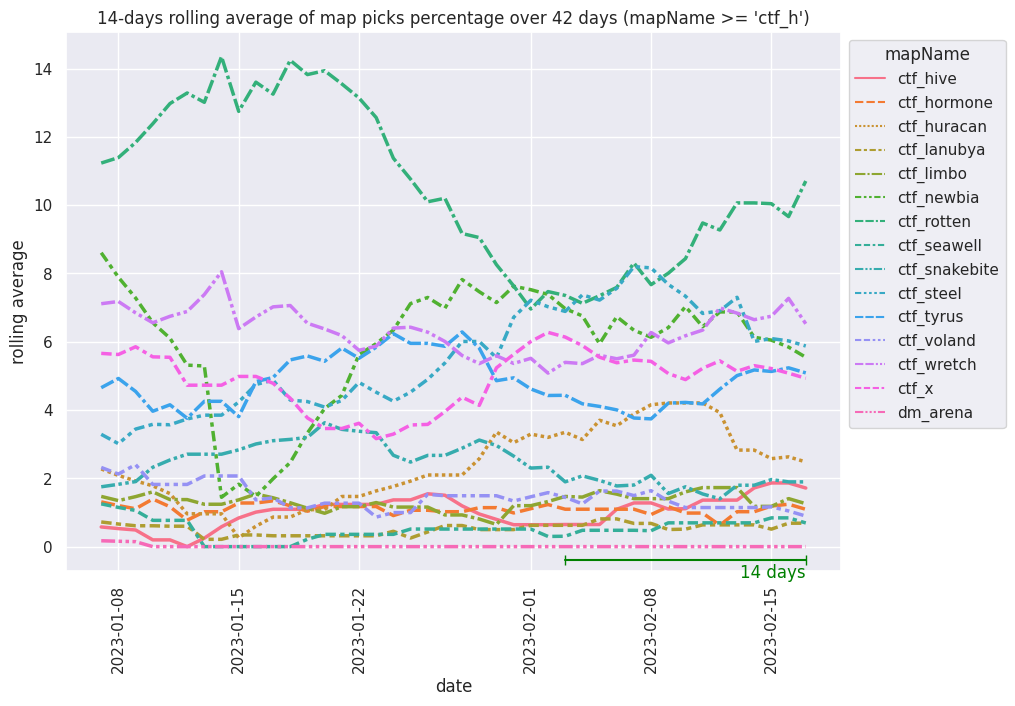 14-days rolling average of map picks percentage over 42 days (mapName >= 'ctf_h')
mapName
ctf_hive
ctf_hormone
ctf_huracan
ctf_lanubya
ctf_limbo
ctf_newbia
ctf_rotten
ctf_seawell
ctf_snakebite
ctf_steel
ctf_tyrus
ctf_voland
ctf_wretch
ctf_x
dm_arena
rolling average
14
12
10
8
6
4
2
0
14 days
2023-01-08
2023-01-15
2023-01-22
2023-02-01
2023-02-08
2023-02-15
date